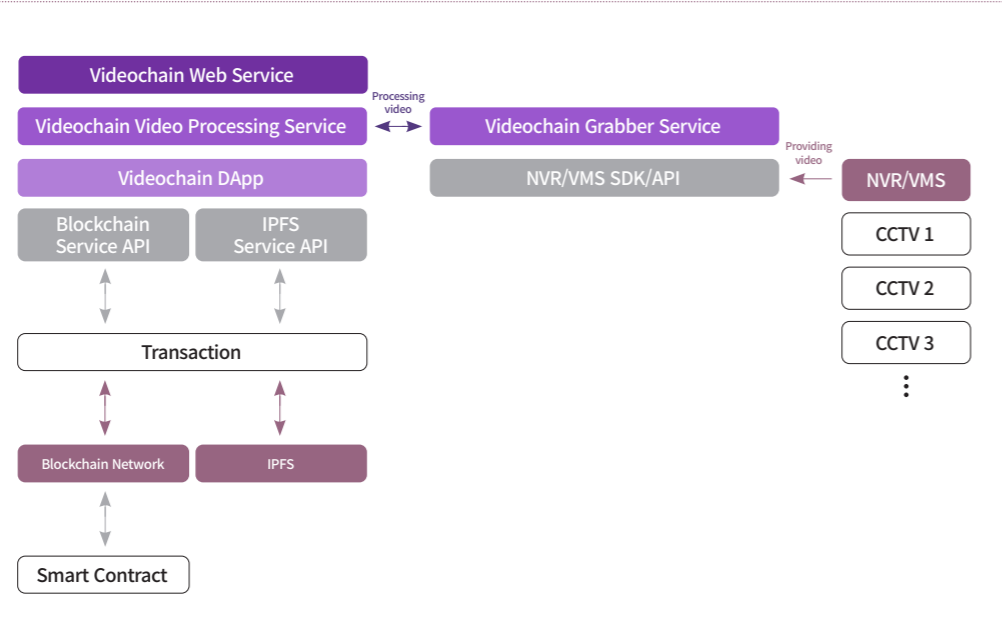 Videochain Web Service
Processing
video
Videochain Video Processing Service
Videochain Grabber Service
Providing
video
Videochain DApp
NVR/VMS SDK/API
NVR/VMS
Blockchain
Service API
IPFS
Service API
CCTV 1
CCTV 2
CCTV 3
Transaction
Blockchain Network
IPFS
Smart Contract